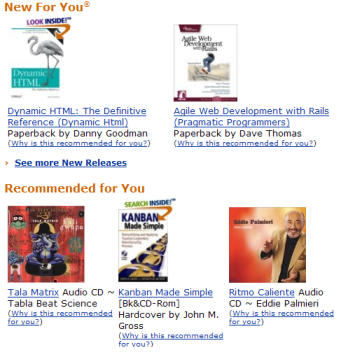 New For You®
LOOK INSIDE!™
Dynamic
HTML
Agile Web
Development
with Rails
Dynamic HTML: The Definitive
Reference (Dynamic Html)
Paperback by Danny Goodman
(Why is this recommended for you?)
Agile Web Development with Rails
(Pragmatic Programmers)
Paperback by Dave Thomas
(Why is this recommended for you?)
See more New Releases
Recommended for You
TALA MATRIX
SEARCH INSIDE!™
KANBAN
Made Simple
Eddie Palmieri
Tala Matrix Audio CD ~
Tabla Beat Science
(Why is this recommended
for you?)
Kanban Made Simple
[Bk&CD-Rom]
Hardcover by John M.
Gross
(Why is this recommended
for you?)
Ritmo Caliente Audio
CD ~ Eddie Palmieri
(Why is this recommended
for you?)